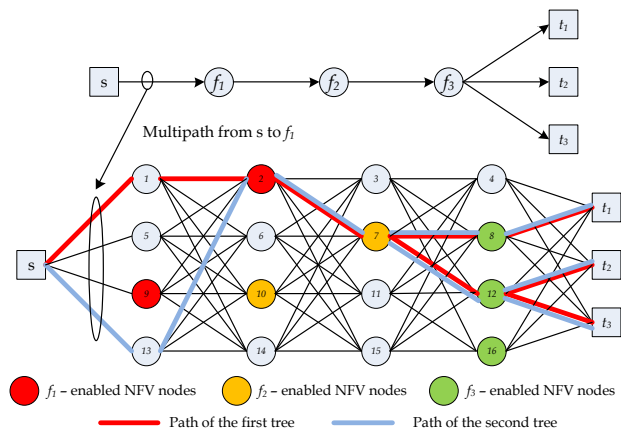 s f₁ f₂ f₃ t₁
t₂
t₃
Multipath from s to f₁
1 2 3 4
5 6 7 8
9 10 11 12
13 14 15 16
s
t₁
t₂
t₃
f₁ – enabled NFV nodes f₂ – enabled NFV nodes f₃ – enabled NFV nodes
Path of the first tree Path of the second tree